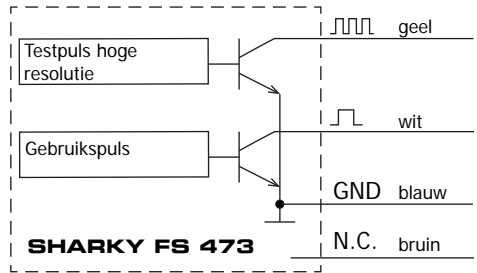 geel
Testpuls hoge
resolutie
wit
Gebruikspuls
GND blauw
SHARKY FS 473
N.C. bruin